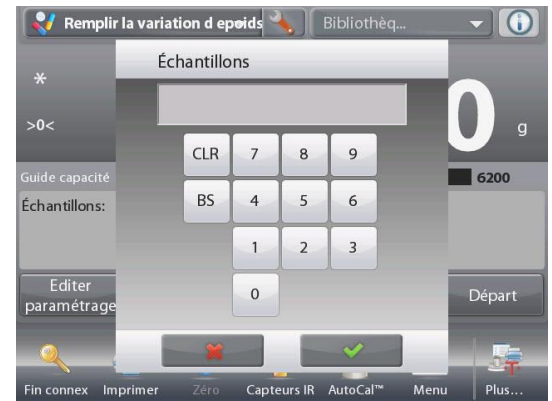 Remplir la variation d epoids
Bibliothèq...
Échantillons
*
>0<
0 g
CLR 7 8 9
Guide capacité
6200
Échantillons:
BS 4 5 6
1 2 3
Editer
paramétrage
0
Départ
Fin connex Imprimer Zéro Capteurs IR AutoCal™ Menu Plus...